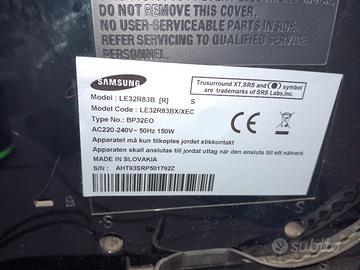 DO NOT REMOVE COVER (OR BACK)
NO USER-SERVICEABLE PARTS INSIDE.
REFER SERVICING TO QUALIFIED
SERVICE PERSONNEL.
SAMSUNG
Trusurround XT, SRS and symbol
are trademarks of SRS Labs, Inc.
Model : LE32R83B [R] S
Model Code : LE32R83BX/XEC
Type No.: BP32EO
AC220-240V~ 50Hz 150W
CE
Apparatet må kun tilkoples jordet stikkontakt
Apparaten skall anslutas till jordat uttag när den ansluts till ett nätverk
MADE IN SLOVAKIA
S/N : AHT93SRP501792Z
subito